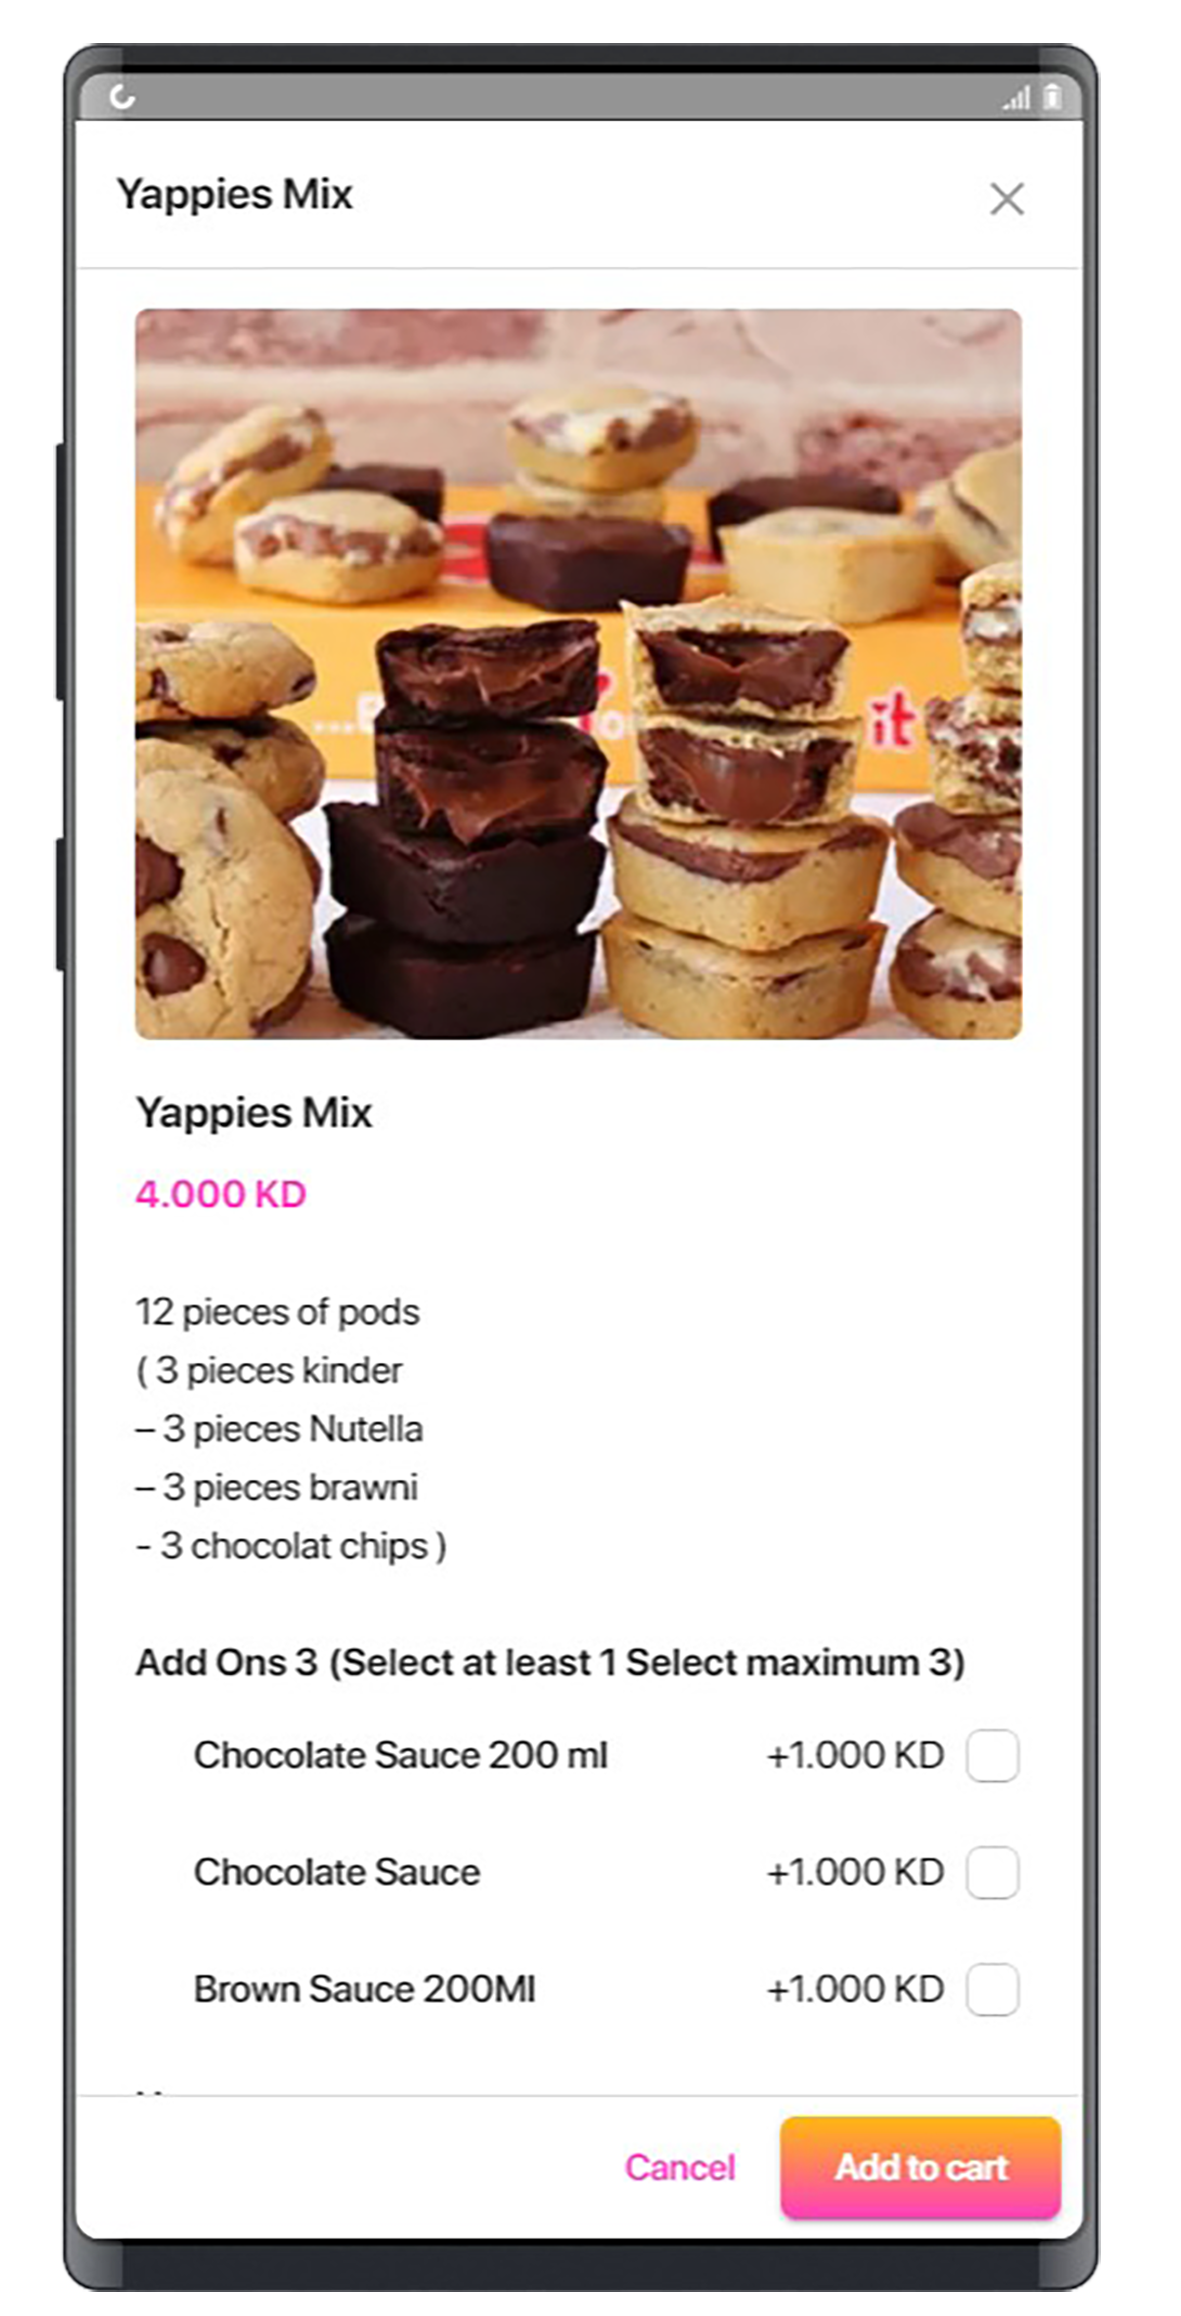 Yappies Mix
it
Yappies Mix
4.000 KD
12 pieces of pods
( 3 pieces kinder
– 3 pieces Nutella
– 3 pieces brawni
- 3 chocolat chips )
Add Ons 3 (Select at least 1 Select maximum 3)
Chocolate Sauce 200 ml +1.000 KD
Chocolate Sauce +1.000 KD
Brown Sauce 200Ml +1.000 KD
Cancel Add to cart